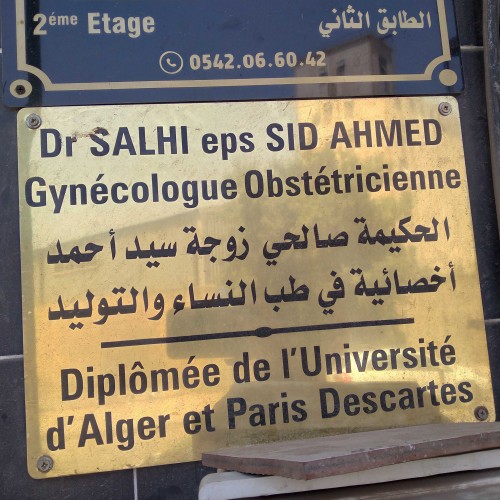 2éme Etage الطابق الثاني
0542.06.60.42
Dr SALHI eps SID AHMED
Gynécologue Obstétricienne
الحكيمة صالحي زوجة سيد أحمد
أخصائية في طب النساء والتوليد
Diplômée de l'Université
d'Alger et Paris Descartes